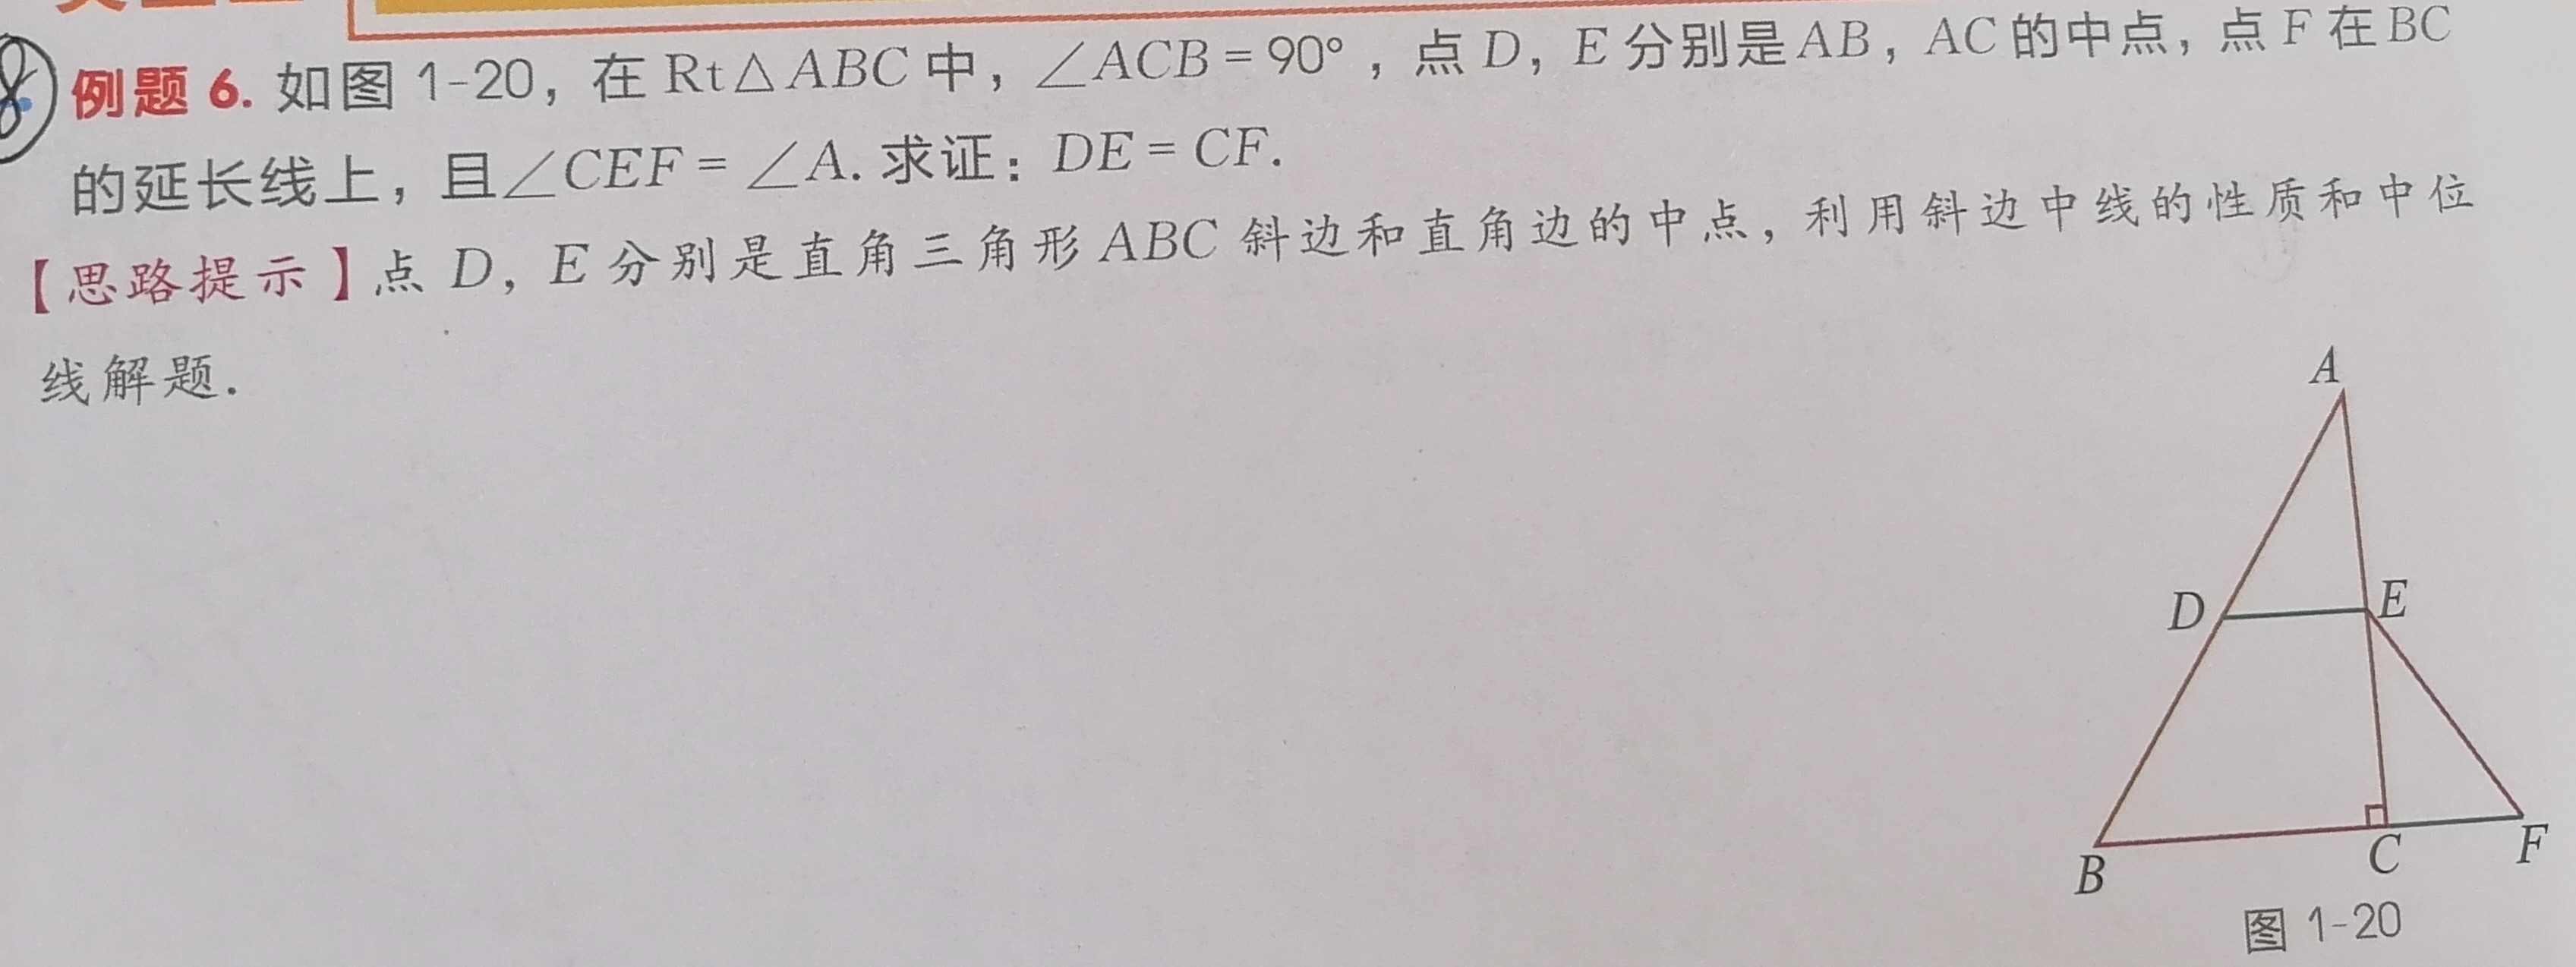 8
例题 6. 如图 1-20，在 Rt△ABC 中，∠ACB = 90°，点 D，E 分别是 AB，AC 的中点，点 F 在 BC
的延长线上，且∠CEF = ∠A. 求证：DE = CF.
【思路提示】点 D，E 分别是直角三角形 ABC 斜边和直角边的中点，利用斜边中线的性质和中位
线解题.
A
D
E
B
C
F
图 1-20